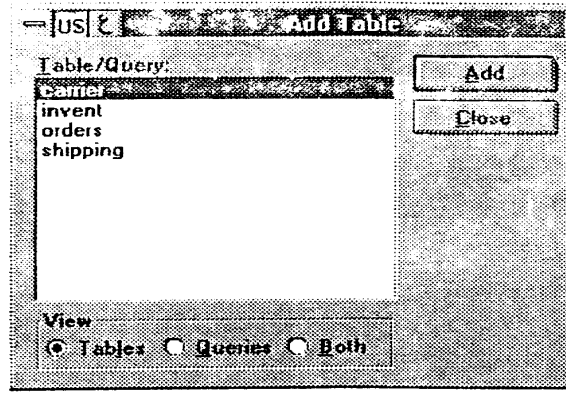 US ع Add Table
Table/Query:
Add
carrier
Close
invent
orders
shipping
View
Tables Queries Both